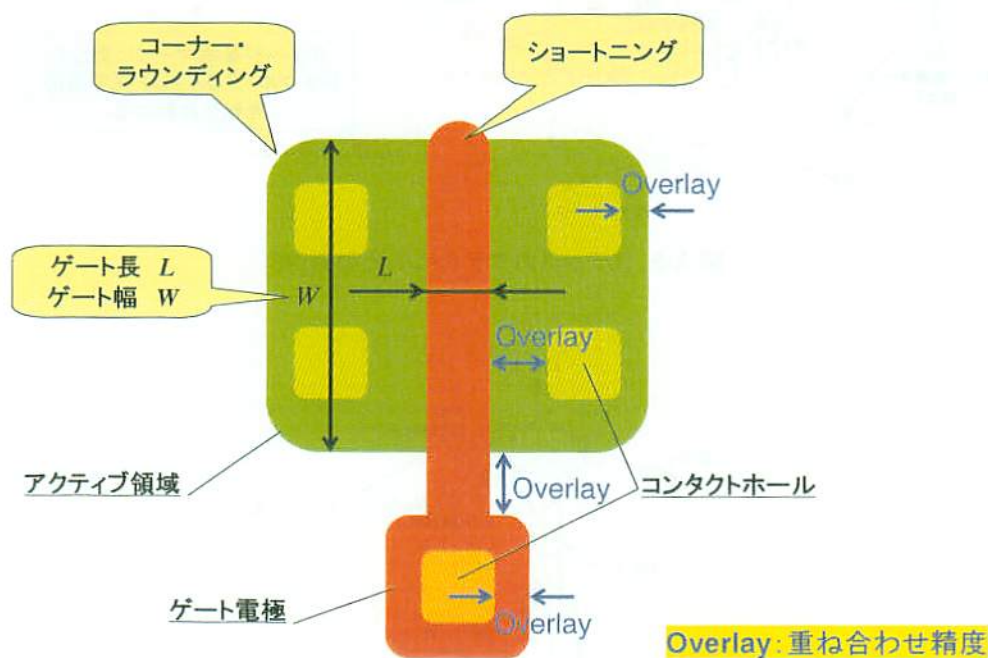 コーナー・
ラウンディング
ショートニング
Overlay
ゲート長 L
ゲート幅 W
W
L
Overlay
アクティブ領域
Overlay
コンタクトホール
ゲート電極
Overlay
Overlay:重ね合わせ精度